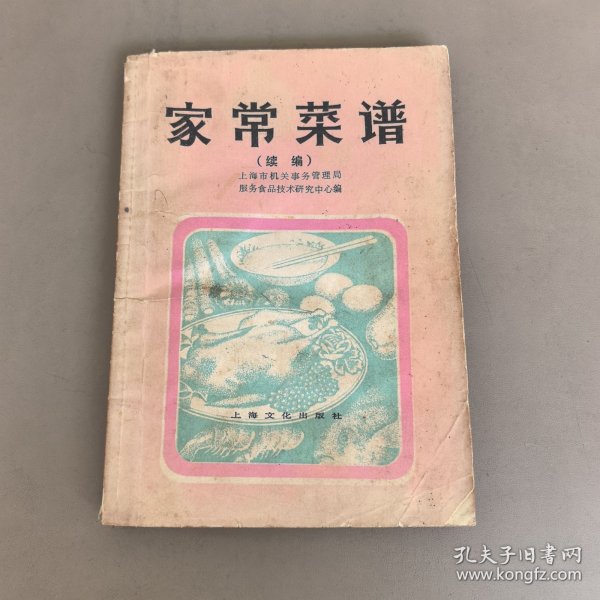 家常菜谱
(续编)
上海市机关事务管理局
服务食品技术研究中心编
上海文化出版社
孔夫子旧书网
www.kongfz.com